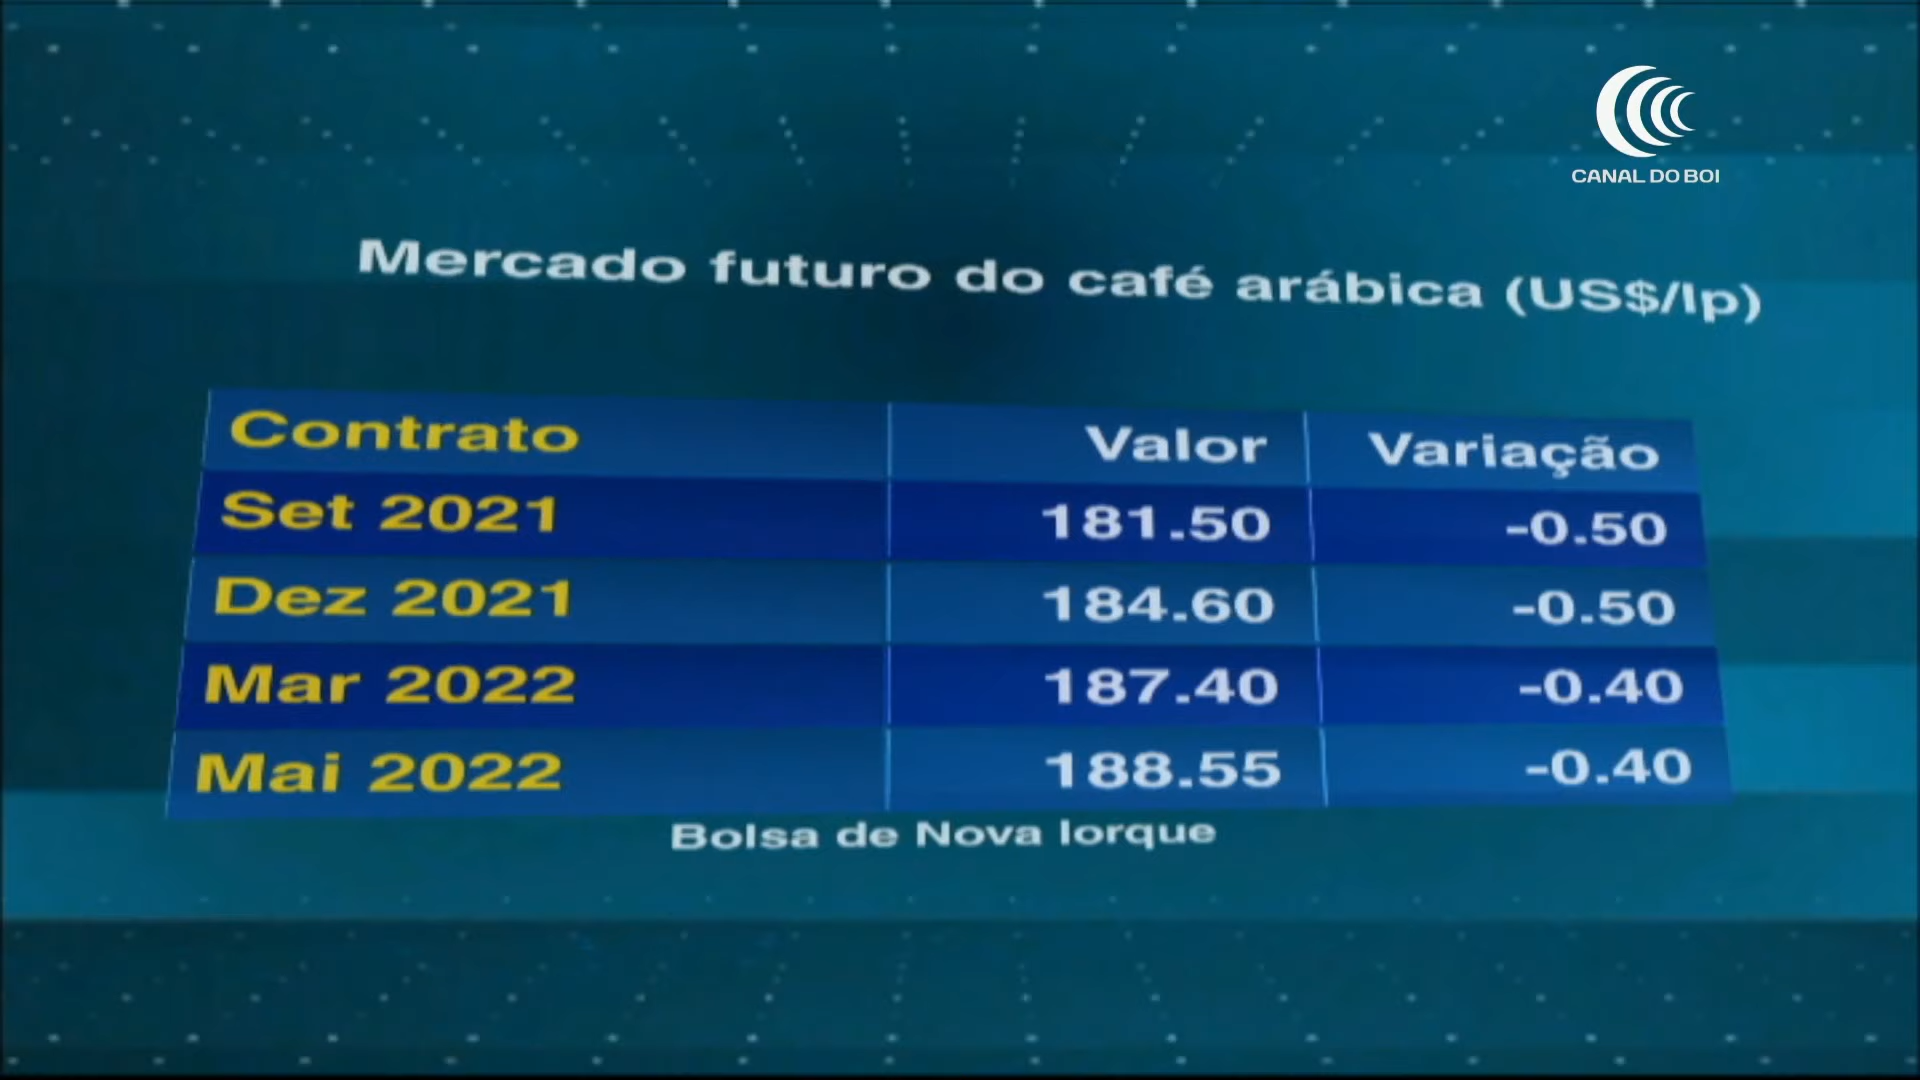 CANAL DO BOI
Mercado futuro do café arábica (US$/lp)
Contrato Valor Variação
Set 2021 181.50 -0.50
Dez 2021 184.60 -0.50
Mar 2022 187.40 -0.40
Mai 2022 188.55 -0.40
Bolsa de Nova Iorque